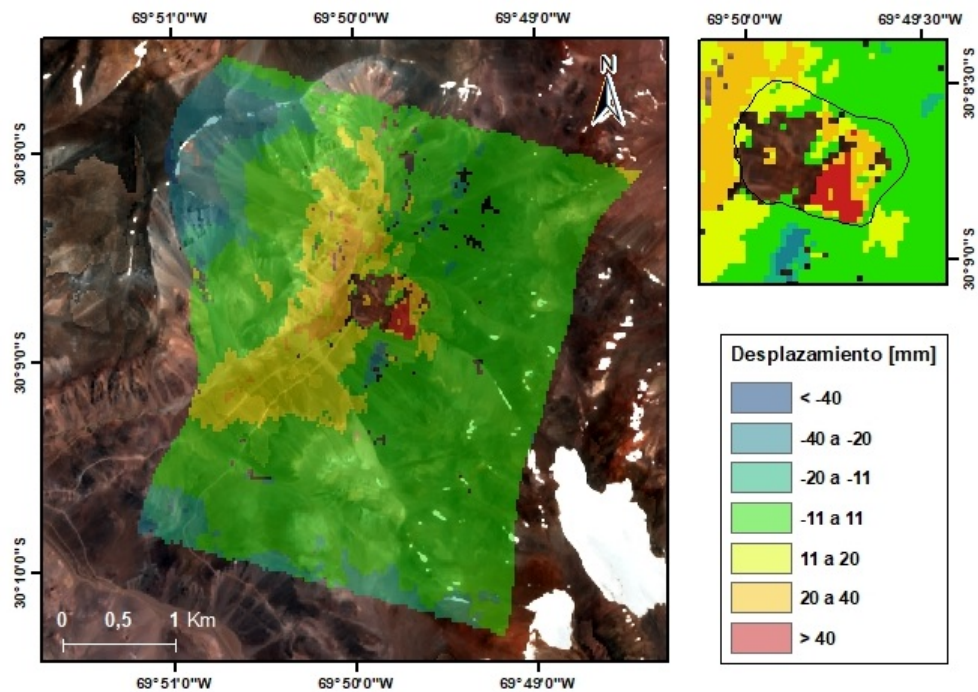 69°51'0"W 69°50'0"W 69°49'0"W
69°50'0"W 69°49'30"W
N
30°8'0"S
30°9'0"S
30°10'0"S
30°8'30"S
30°9'0"S
0 0,5 1 Km
69°51'0"W 69°50'0"W 69°49'0"W
Desplazamiento [mm]
< -40
-40 a -20
-20 a -11
-11 a 11
11 a 20
20 a 40
> 40